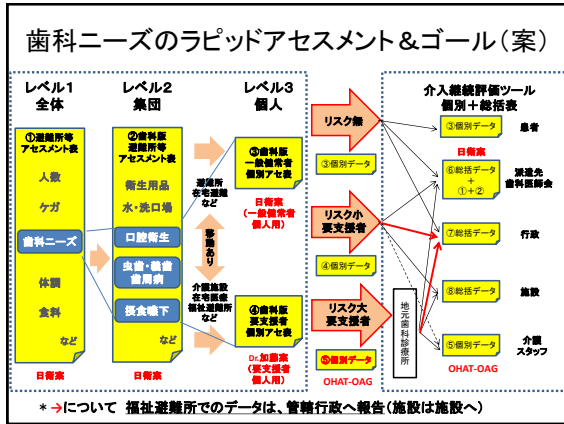 歯科ニーズのラピッドアセスメント＆ゴール（案）
レベル1
全体
①避難所等
アセスメント表
人数
ケガ
歯科ニーズ
体調
食料
など
日衛案
レベル2
集団
②歯科版
避難所等
アセスメント表
衛生用品
水・洗口場
口腔衛生
虫歯・義歯
歯周病
摂食嚥下
など
日衛案
避難所
在宅避難
など
移動あり
介護施設
在宅医療
福祉避難所
など
レベル3
個人
③歯科版
一般健常者
個別アセ表
日衛案
（一般健常者
個人用）
④歯科版
要支援者
個別アセ表
Dr.加藤案
（要支援者
個人用）
リスク無
③個別データ
リスク小
要支援者
④個別データ
リスク大
要支援者
⑤個別データ
OHAT-OAG
介入継続評価ツール
個別＋総括表
③個別データ
患者
日衛案
⑥総括データ
＋
①＋②
派遣先
歯科医師会
⑦総括データ
行政
⑧総括データ
施設
地元歯科診療所
⑤個別データ
介護
スタッフ
OHAT-OAG
＊→について 福祉避難所でのデータは、管轄行政へ報告（施設は施設へ）